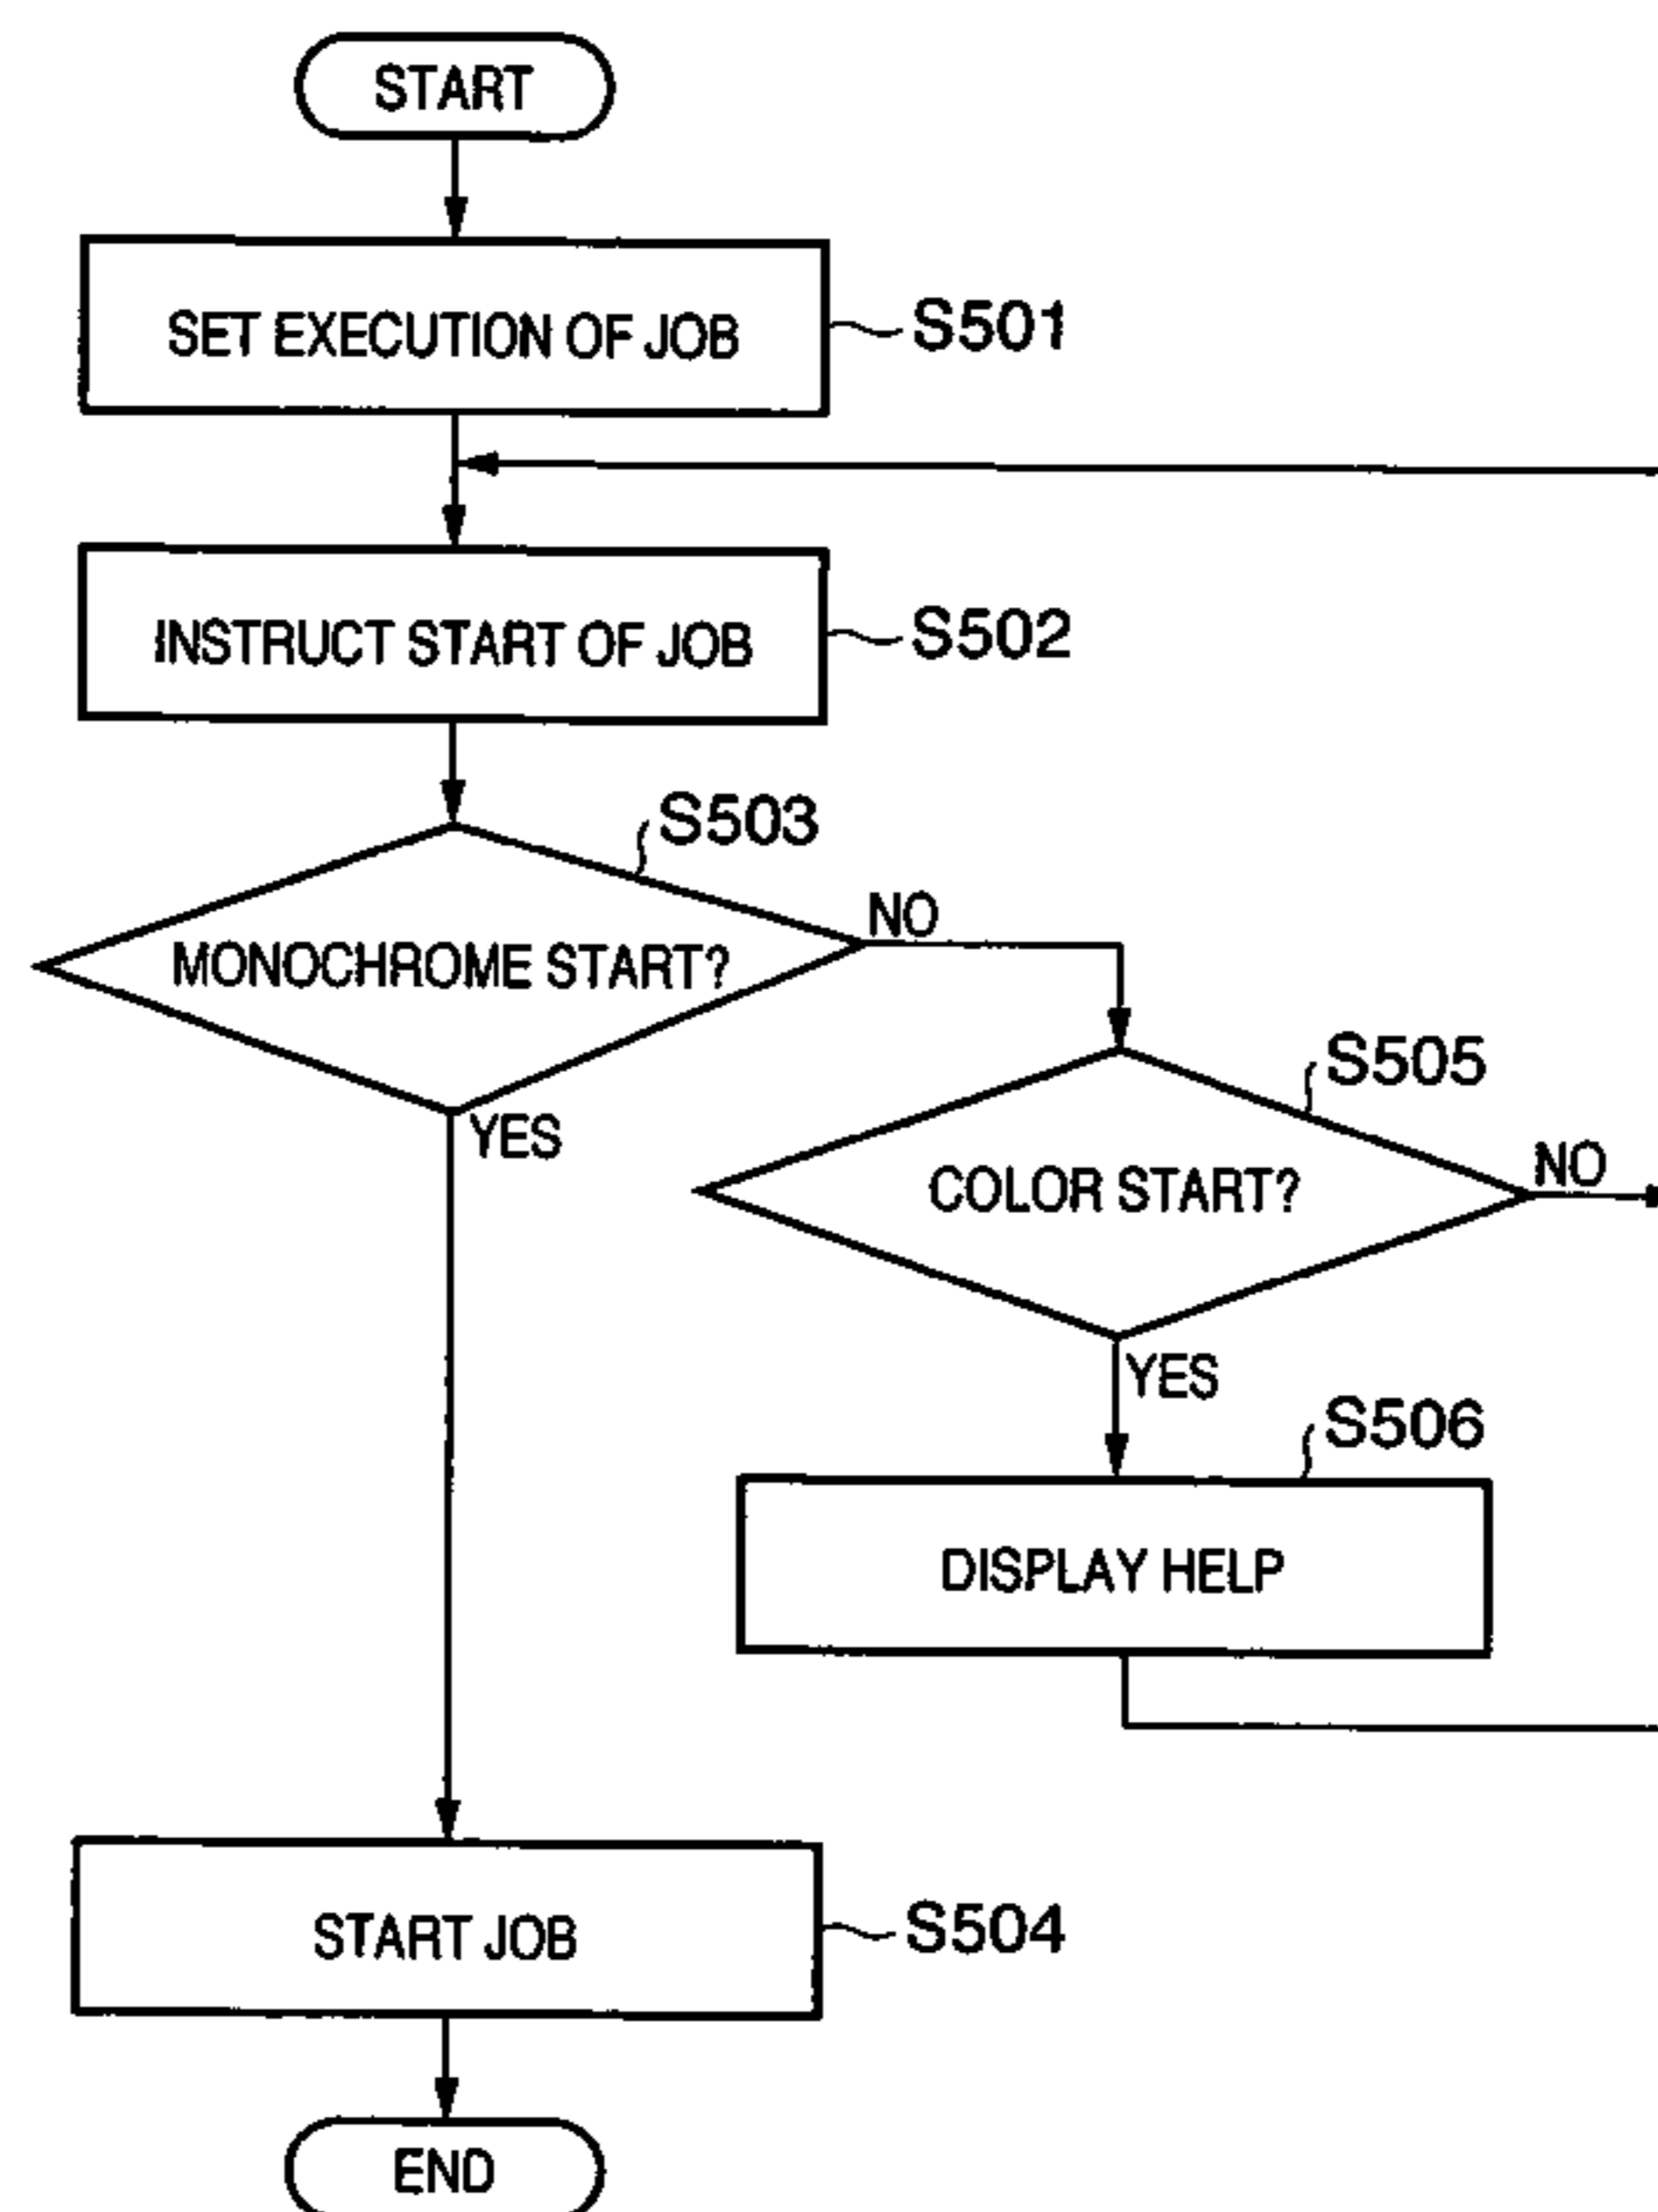 START
SET EXECUTION OF JOB
S501
INSTRUCT START OF JOB
S502
S503
MONOCHROME START?
NO
YES
S505
COLOR START?
NO
YES
S506
DISPLAY HELP
START JOB
S504
END